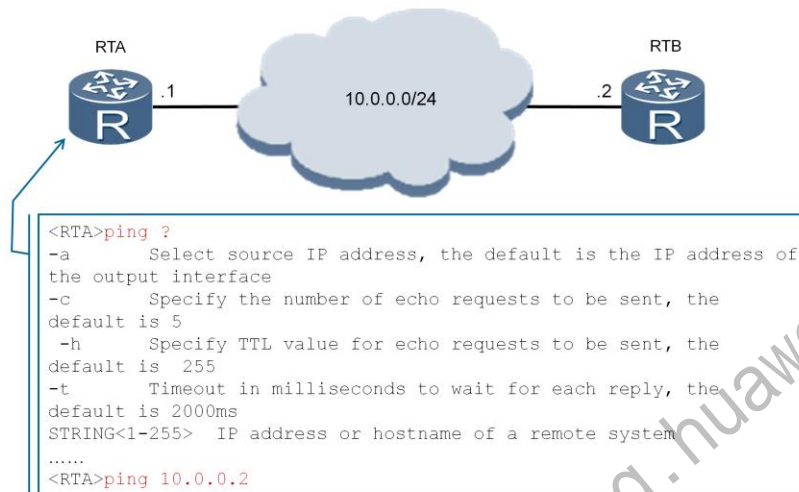 RTA
RTB
.1
10.0.0.0/24
.2
R
R
<RTA>ping ?
-a Select source IP address, the default is the IP address of
the output interface
-c Specify the number of echo requests to be sent, the
default is 5
-h Specify TTL value for echo requests to be sent, the
default is 255
-t Timeout in milliseconds to wait for each reply, the
default is 2000ms
STRING<1-255> IP address or hostname of a remote system
......
<RTA>ping 10.0.0.2